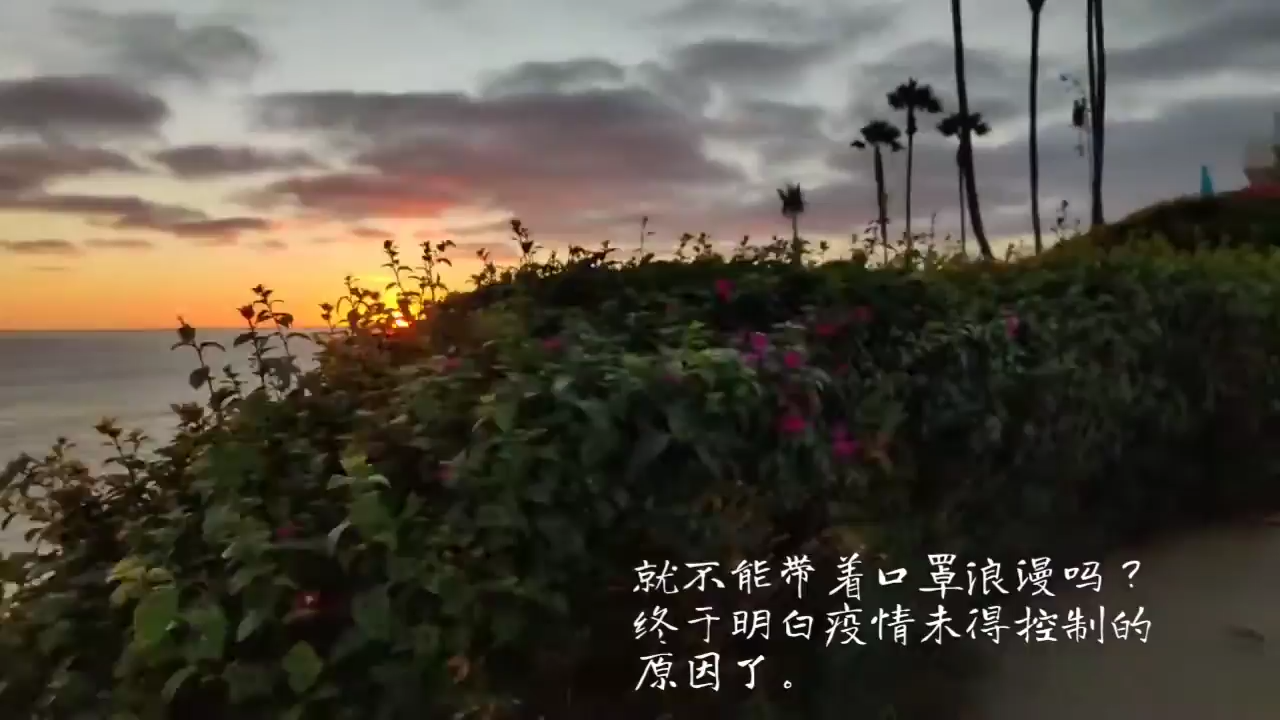 就不能带着口罩浪漫吗？
终于明白疫情未得控制的
原因了。